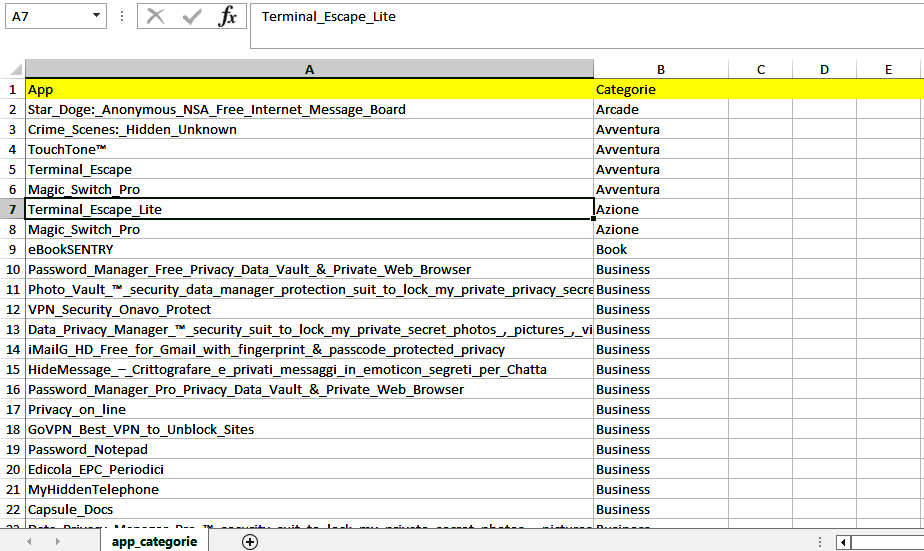 A7 fx Terminal_Escape_Lite
A B C D E
1 App Categorie
2 Star_Doge:_Anonymous_NSA_Free_Internet_Message_Board Arcade
3 Crime_Scenes:_Hidden_Unknown Avventura
4 TouchTone™ Avventura
5 Terminal_Escape Avventura
6 Magic_Switch_Pro Avventura
7 Terminal_Escape_Lite Azione
8 Magic_Switch_Pro Azione
9 eBookSENTRY Book
10 Password_Manager_Free_Privacy_Data_Vault_&_Private_Web_Browser Business
11 Photo_Vault_™_security_data_manager_protection_suit_to_lock_my_private_privacy_secre Business
12 VPN_Security_Onavo_Protect Business
13 Data_Privacy_Manager_™_security_suit_to_lock_my_private_secret_photos_,_pictures_,_vi Business
14 iMailG_HD_Free_for_Gmail_with_fingerprint_&_passcode_protected_privacy Business
15 HideMessage_–_Crittografare_e_privati_messaggi_in_emoticon_segreti_per_Chatta Business
16 Password_Manager_Pro_Privacy_Data_Vault_&_Private_Web_Browser Business
17 Privacy_on_line Business
18 GoVPN_Best_VPN_to_Unblock_Sites Business
19 Password_Notepad Business
20 Edicola_EPC_Periodici Business
21 MyHiddenTelephone Business
22 Capsule_Docs Business
23 Data_Privacy_Manager_Pro_™_security_suit_to_lock_my_private_secret_photos_,_pictures Business
app_categorie